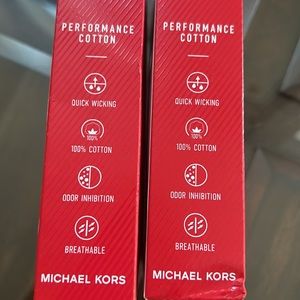 PERFORMANCE
COTTON
QUICK WICKING
100%
100% COTTON
ODOR INHIBITION
BREATHABLE
MICHAEL KORS
PERFORMANCE
COTTON
QUICK WICKING
100%
100% COTTON
ODOR INHIBITION
BREATHABLE
MICHAEL KORS